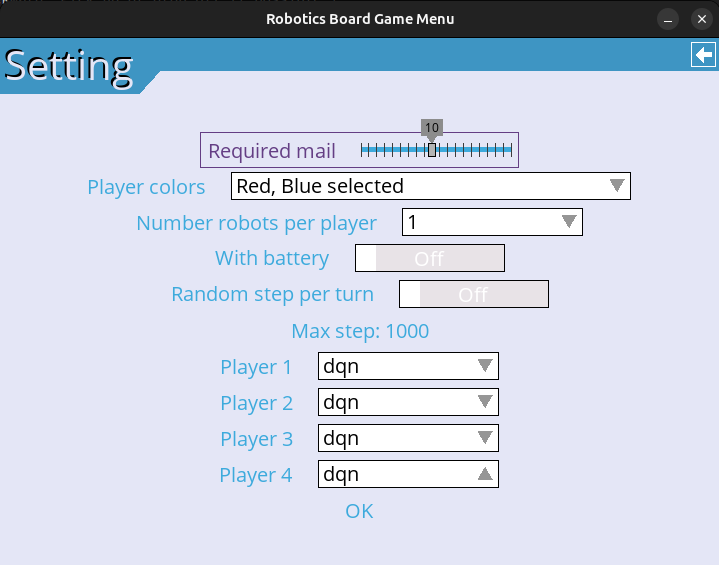 Robotics Board Game Menu
Setting
10
Required mail
Player colors Red, Blue selected
Number robots per player 1
With battery Off
Random step per turn Off
Max step: 1000
Player 1 dqn
Player 2 dqn
Player 3 dqn
Player 4 dqn
OK